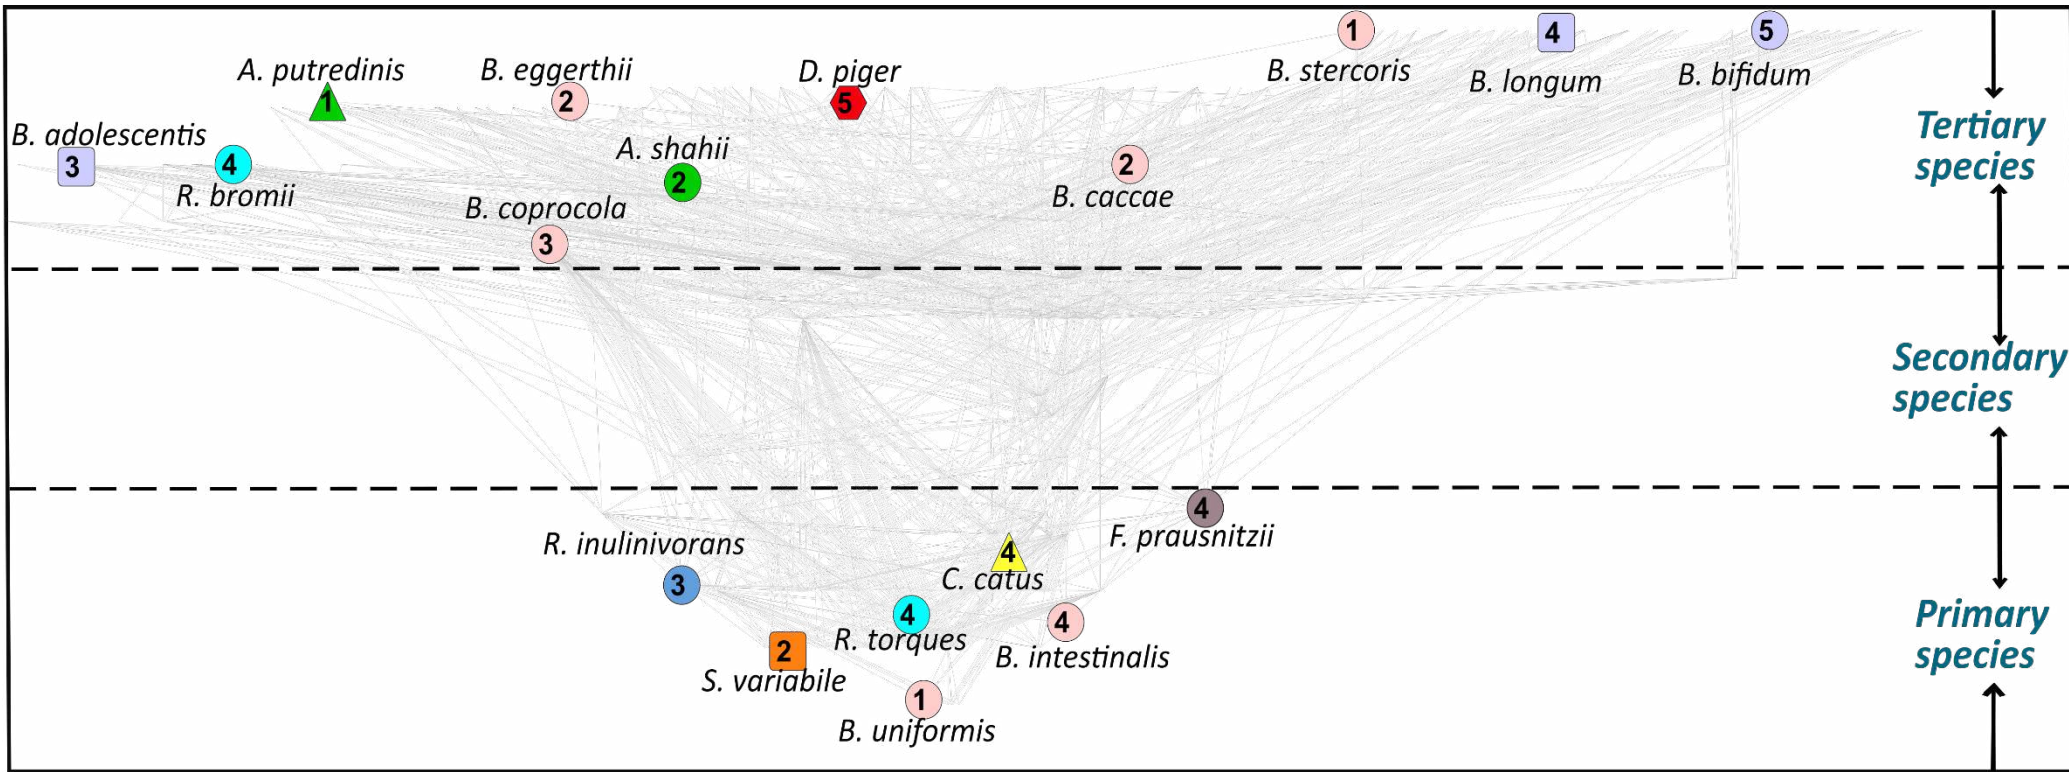 1
4
5
B. stercoris
B. longum
B. bifidum
A. putredinis
B. eggerthii
D. piger
1
2
5
Tertiary
species
B. adolescentis
A. shahii
3
4
2
2
R. bromii
B. caccae
B. coprocola
3
Secondary
species
4
R. inulinivorans
F. prausnitzii
4
C. catus
3
4
4
R. torques
Primary
species
2
B. intestinalis
S. variabile
1
B. uniformis